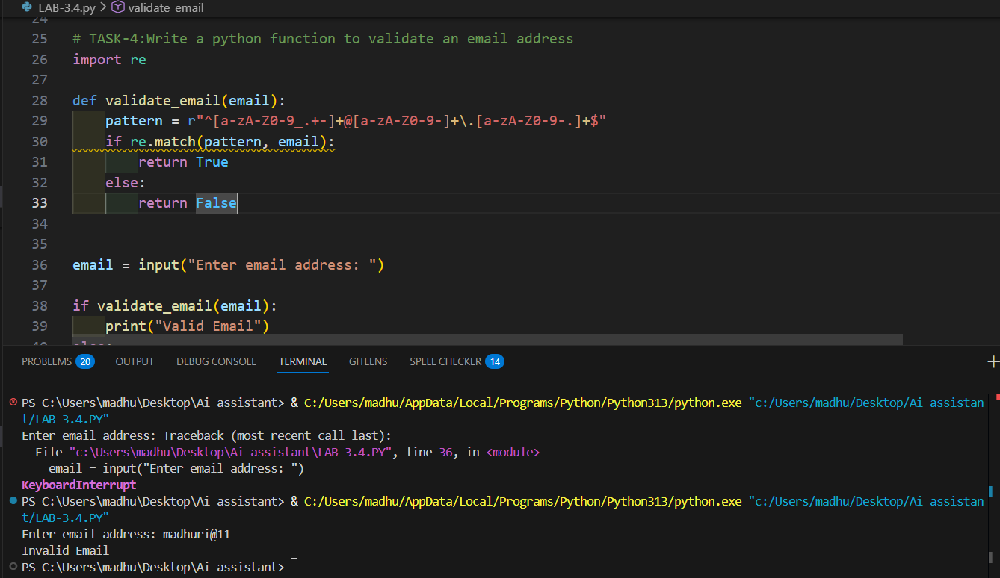 LAB-3.4.py > validate_email
24
25 # TASK-4:Write a python function to validate an email address
26 import re
27
28 def validate_email(email):
29     pattern = r"^[a-zA-Z0-9_.+-]+@[a-zA-Z0-9-]+\.[a-zA-Z0-9-.]+$"
30     if re.match(pattern, email):
31         return True
32     else:
33         return False
34
35
36 email = input("Enter email address: ")
37
38 if validate_email(email):
39     print("Valid Email")
40 else:
PROBLEMS 20 OUTPUT DEBUG CONSOLE TERMINAL GITLENS SPELL CHECKER 14 +
PS C:\Users\madhu\Desktop\Ai assistant> & C:/Users/madhu/AppData/Local/Programs/Python/Python313/python.exe "c:/Users/madhu/Desktop/Ai assistan
t/LAB-3.4.PY"
Enter email address: Traceback (most recent call last):
  File "c:\Users\madhu\Desktop\Ai assistant\LAB-3.4.PY", line 36, in <module>
    email = input("Enter email address: ")
KeyboardInterrupt
PS C:\Users\madhu\Desktop\Ai assistant> & C:/Users/madhu/AppData/Local/Programs/Python/Python313/python.exe "c:/Users/madhu/Desktop/Ai assistan
t/LAB-3.4.PY"
Enter email address: madhuri@11
Invalid Email
PS C:\Users\madhu\Desktop\Ai assistant>